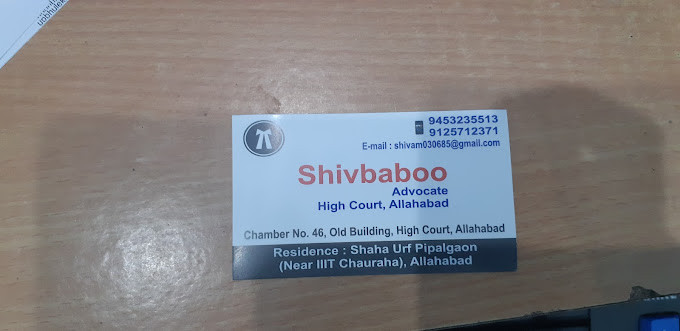 9453235513
9125712371
E-mail : shivam030685@gmail.com
Shivbaboo
Advocate
High Court, Allahabad
Chamber No. 46, Old Building, High Court, Allahabad
Residence : Shaha Urf Pipalgaon
(Near IIIT Chauraha), Allahabad